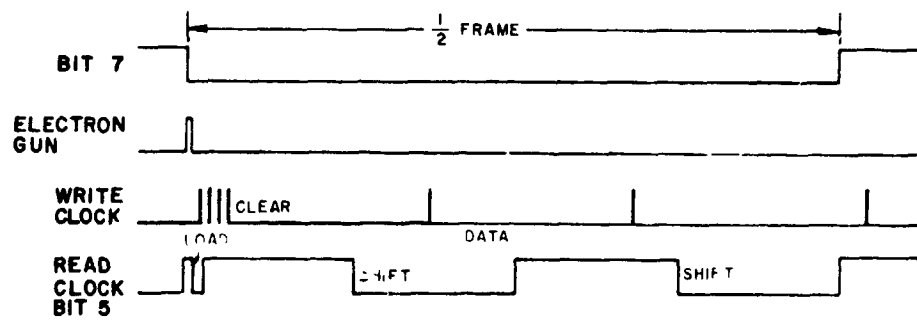 1/2 FRAME
BIT 7
ELECTRON
GUN
WRITE
CLOCK
CLEAR
LOAD
DATA
READ
CLOCK
BIT 5
SHIFT
SHIFT